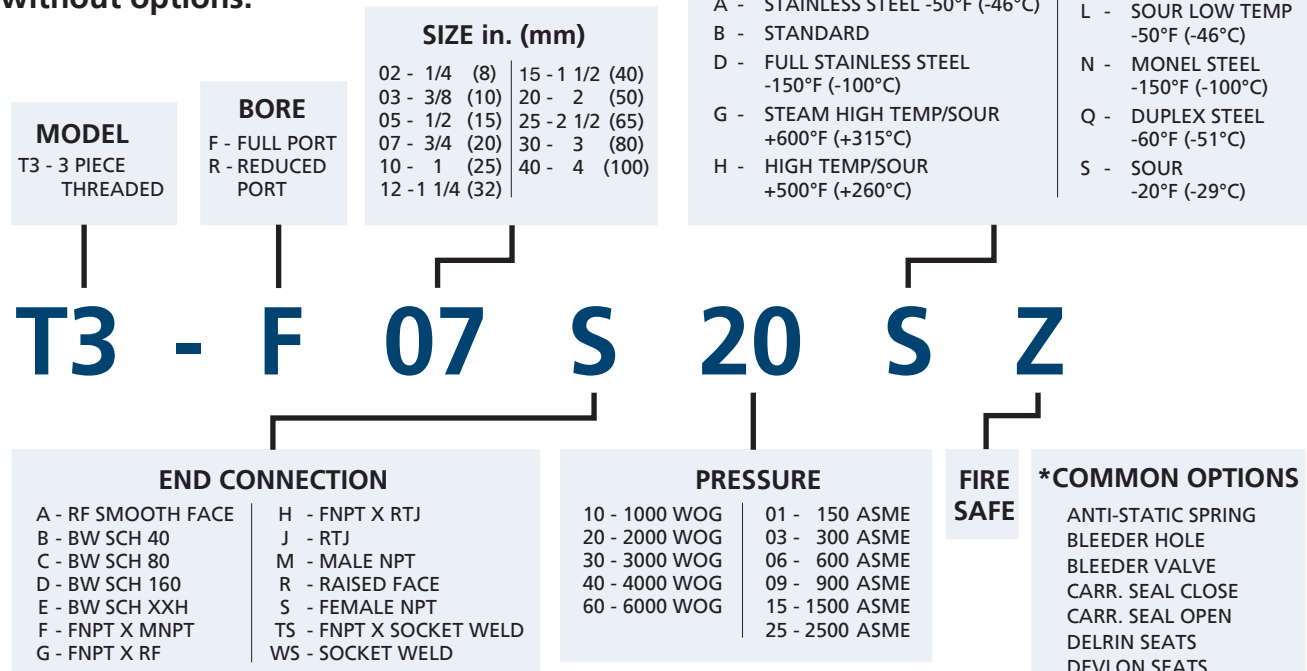 without options.
MODEL
T3 - 3 PIECE
THREADED
BORE
F - FULL PORT
R - REDUCED
PORT
SIZE in. (mm)
02 - 1/4 (8)
03 - 3/8 (10)
05 - 1/2 (15)
07 - 3/4 (20)
10 - 1 (25)
12 - 1 1/4 (32)
15 - 1 1/2 (40)
20 - 2 (50)
25 - 2 1/2 (65)
30 - 3 (80)
40 - 4 (100)
A - STAINLESS STEEL -50°F (-46°C)
B - STANDARD
D - FULL STAINLESS STEEL
-150°F (-100°C)
G - STEAM HIGH TEMP/SOUR
+600°F (+315°C)
H - HIGH TEMP/SOUR
+500°F (+260°C)
L - SOUR LOW TEMP
-50°F (-46°C)
N - MONEL STEEL
-150°F (-100°C)
Q - DUPLEX STEEL
-60°F (-51°C)
S - SOUR
-20°F (-29°C)
T3 - F 07 S 20 S Z
END CONNECTION
A - RF SMOOTH FACE
B - BW SCH 40
C - BW SCH 80
D - BW SCH 160
E - BW SCH XXH
F - FNPT X MNPT
G - FNPT X RF
H - FNPT X RTJ
J - RTJ
M - MALE NPT
R - RAISED FACE
S - FEMALE NPT
TS - FNPT X SOCKET WELD
WS - SOCKET WELD
PRESSURE
10 - 1000 WOG
20 - 2000 WOG
30 - 3000 WOG
40 - 4000 WOG
60 - 6000 WOG
01 - 150 ASME
03 - 300 ASME
06 - 600 ASME
09 - 900 ASME
15 - 1500 ASME
25 - 2500 ASME
FIRE
SAFE
*COMMON OPTIONS
ANTI-STATIC SPRING
BLEEDER HOLE
BLEEDER VALVE
CARR. SEAL CLOSE
CARR. SEAL OPEN
DELRIN SEATS
DEVLON SEATS